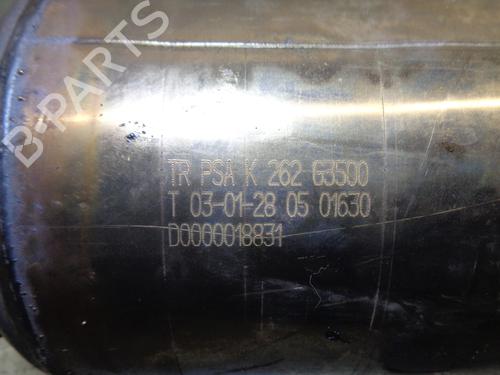 B-PARTS
TR PSA K 262 G3500
T 03-01-28 05 01630
D0000018831